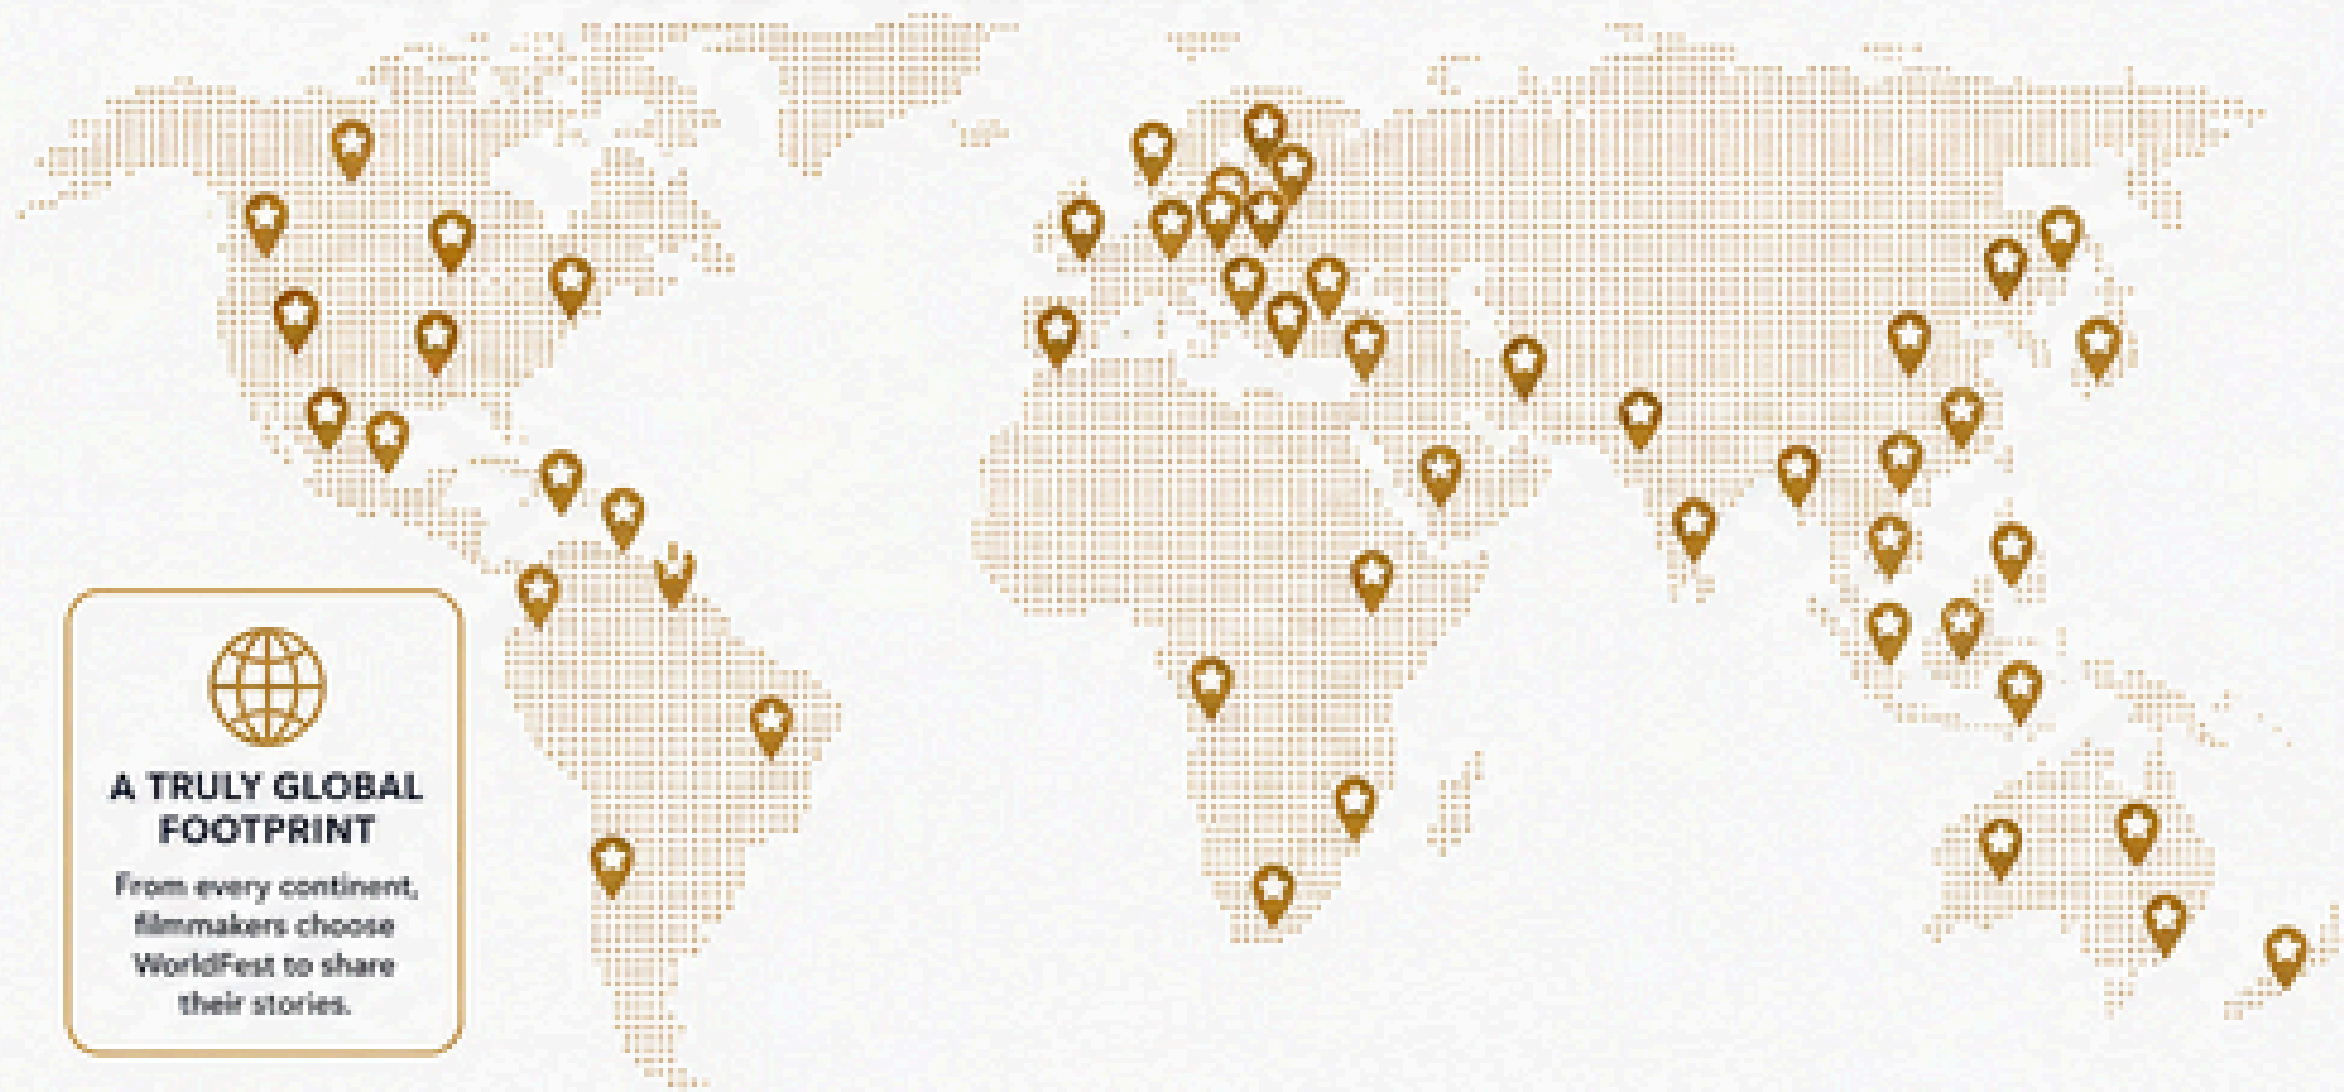 A TRULY GLOBAL
FOOTPRINT
From every continent,
filmmakers choose
WorldFest to share
their stories.